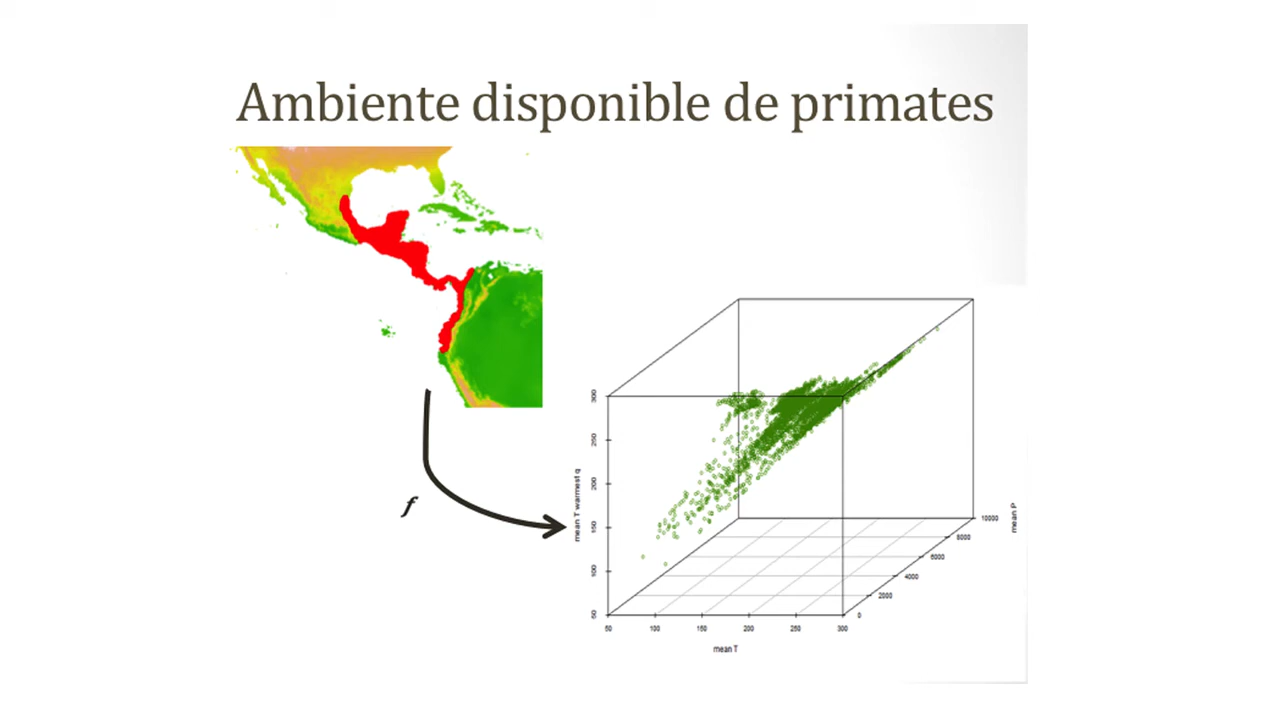 Ambiente disponible de primates
f
mean T warmest q
300
250
200
150
100
50
50 100 150 200 250 300
mean T
0
2000
4000
6000
8000
10000
mean P